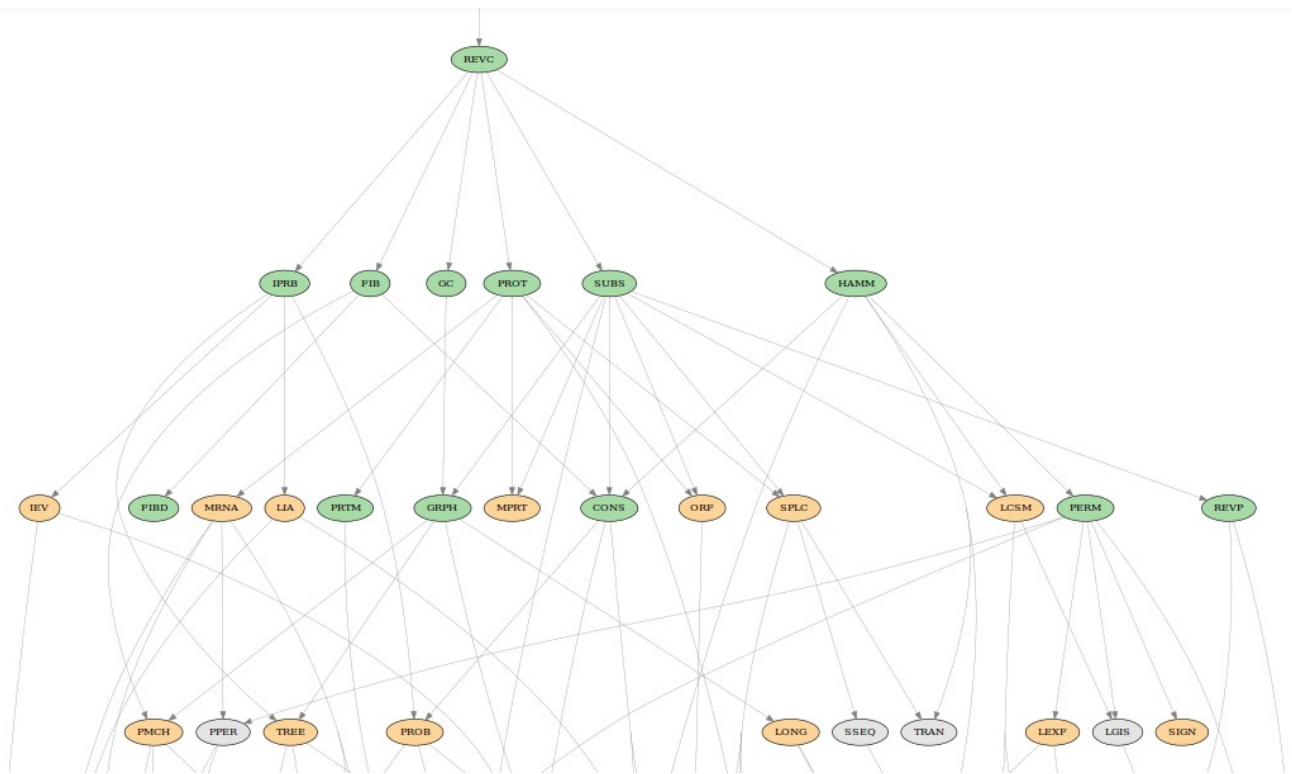 REVC
IPRB FIB GC PROT SUBS HAMM
IEV FIBD MRNA LIA PRTM GRPH MPRT CONS ORF SPLC LCSM PERM REVP
PMCH PPER TREE PROB LONG SSEQ TRAN LEXF LGIS SIGN